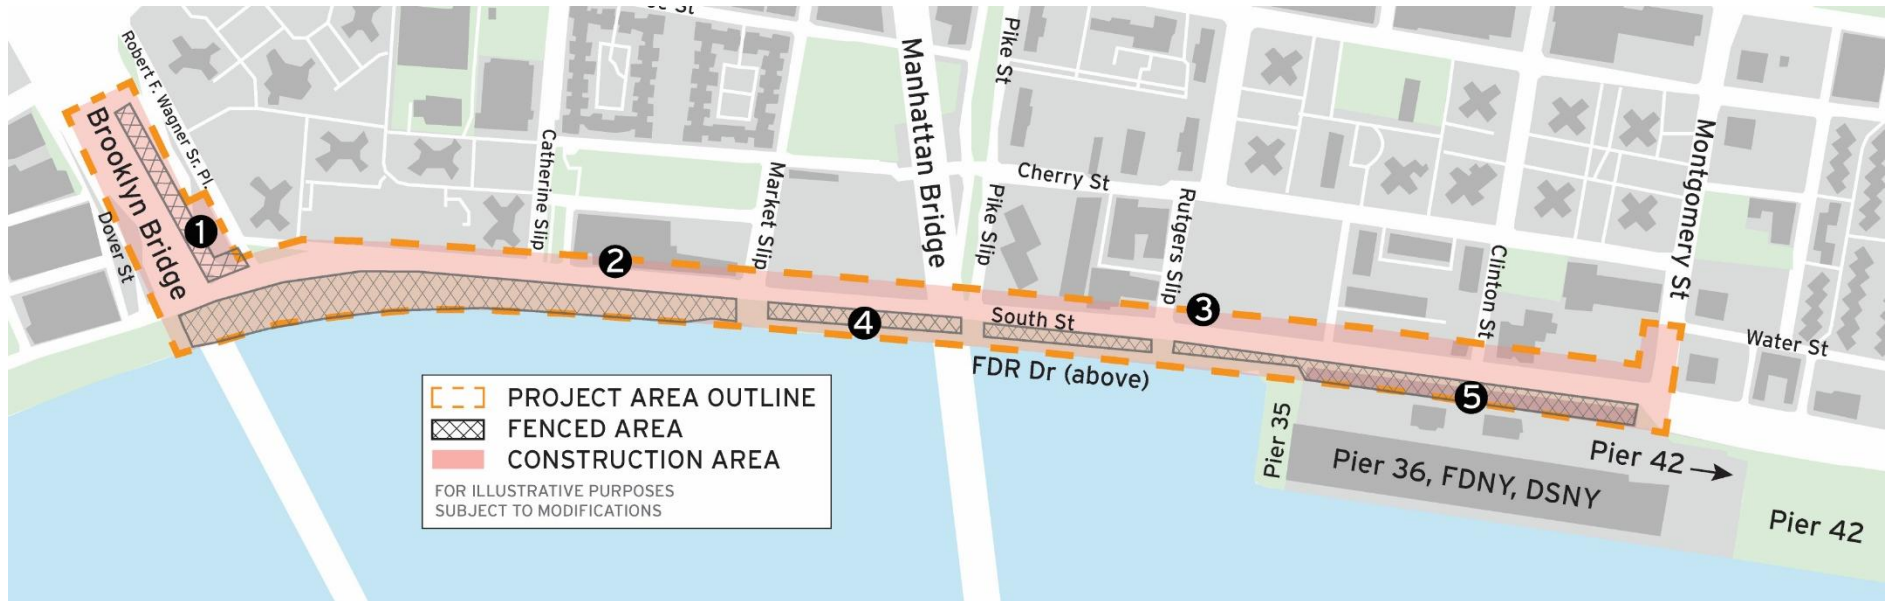 St
Robert F. Wagner Sr. Pl.
Brooklyn Bridge
Dover St
1
Catherine Slip
2
Market Slip
Manhattan Bridge
Pike St
Pike Slip
Cherry St
Rutgers Slip
3
4
South St
FDR Dr (above)
Clinton St
5
Montgomery St
Water St
Pier 35
Pier 36, FDNY, DSNY
Pier 42
Pier 42
PROJECT AREA OUTLINE
FENCED AREA
CONSTRUCTION AREA
FOR ILLUSTRATIVE PURPOSES
SUBJECT TO MODIFICATIONS